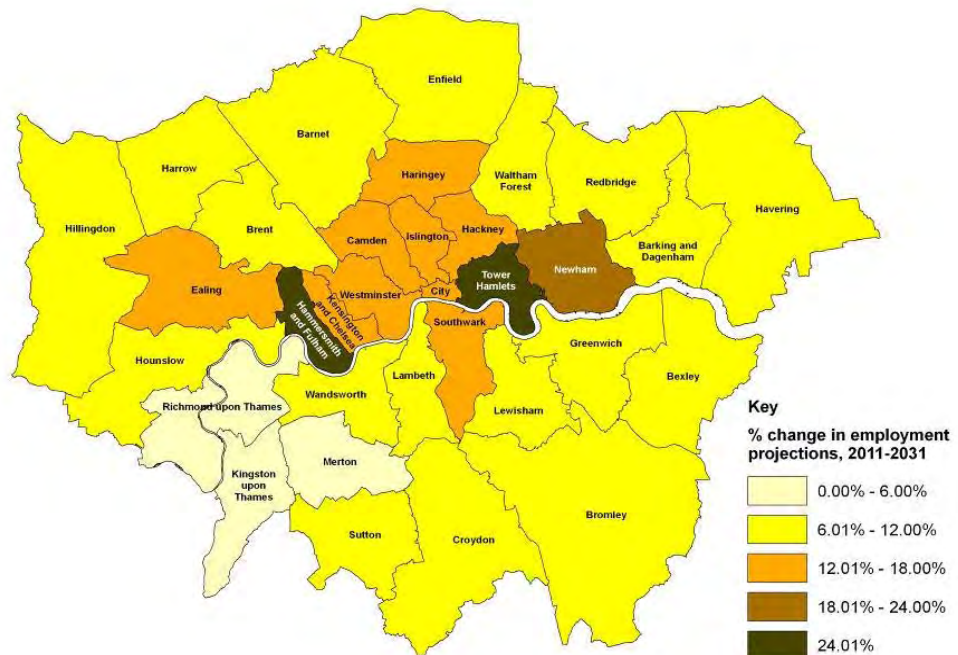 Enfield
Barnet
Harrow
Haringey
Waltham
Forest
Redbridge
Havering
Hillingdon
Brent
Camden
Islington
Hackney
Barking and
Dagenham
Ealing
Westminster
City
Tower
Hamlets
Newham
Kensington
and Chelsea
Hammersmith
and Fulham
Southwark
Hounslow
Greenwich
Bexley
Richmond upon Thames
Wandsworth
Lambeth
Lewisham
Kingston
upon
Thames
Merton
Sutton
Croydon
Bromley
Key
% change in employment
projections, 2011-2031
0.00% - 6.00%
6.01% - 12.00%
12.01% - 18.00%
18.01% - 24.00%
24.01%